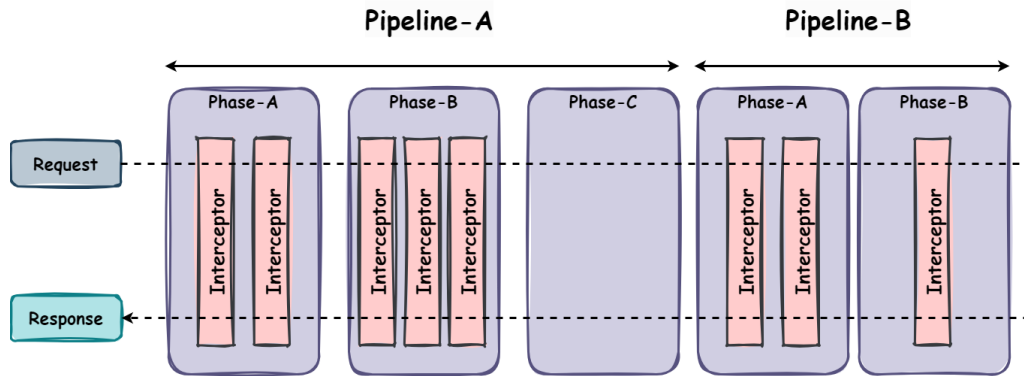 Pipeline-A
Pipeline-B
Phase-A
Phase-B
Phase-C
Phase-A
Phase-B
Request
Interceptor
Interceptor
Interceptor
Interceptor
Interceptor
Interceptor
Interceptor
Interceptor
Response